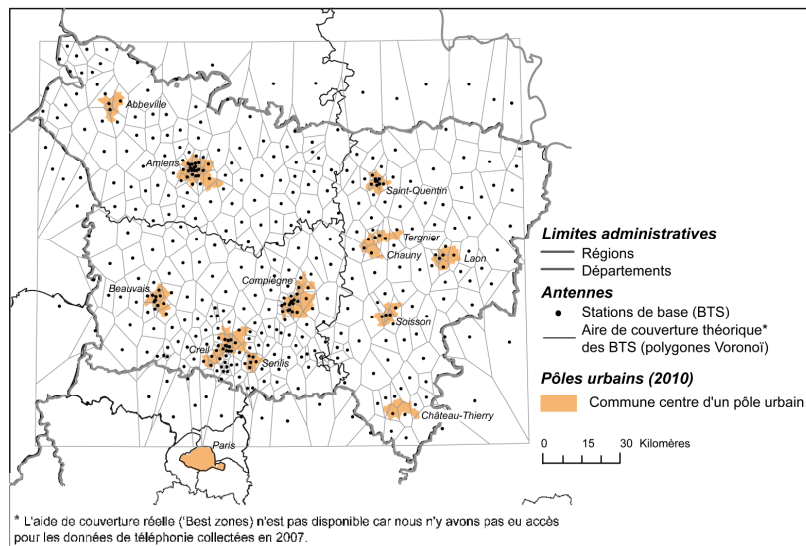 Abbeville
Amiens
Saint-Quentin
Tergnier
Chauny
Laon
Beauvais
Compiègne
Soisson
Creil
Senlis
Château-Thierry
Paris
Limites administratives
Régions
Départements
Antennes
Stations de base (BTS)
Aire de couverture théorique*
des BTS (polygones Voronoï)
Pôles urbains (2010)
Commune centre d'un pôle urbain
0 15 30 Kilomères
* L'aide de couverture réelle ('Best zones) n'est pas disponible car nous n'y avons pas eu accès
pour les données de téléphonie collectées en 2007.